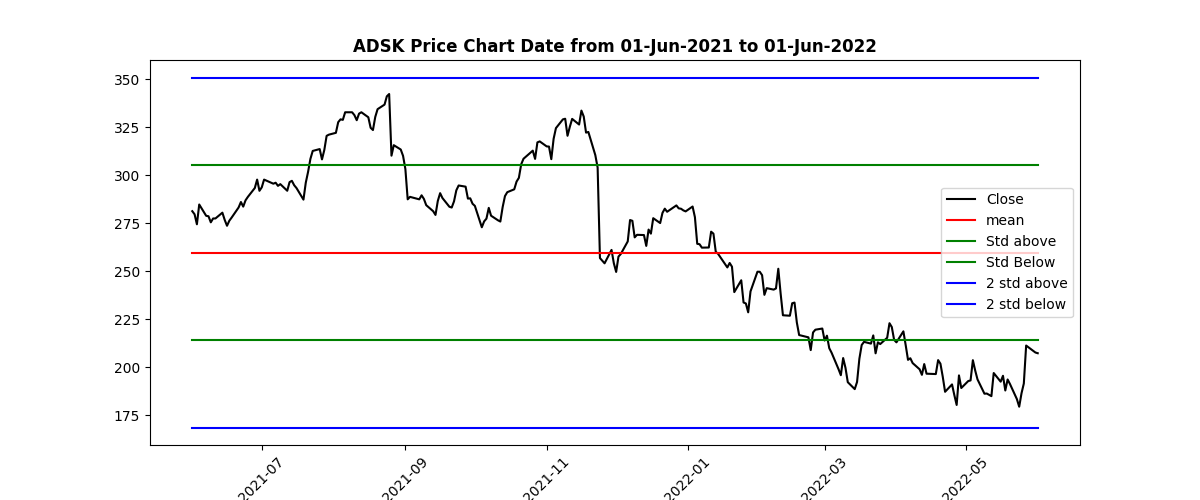 ADSK Price Chart Date from 01-Jun-2021 to 01-Jun-2022
350
325
300
275
250
225
200
175
Close
mean
Std above
Std Below
2 std above
2 std below
2021-07
2021-09
2021-11
2022-01
2022-03
2022-05